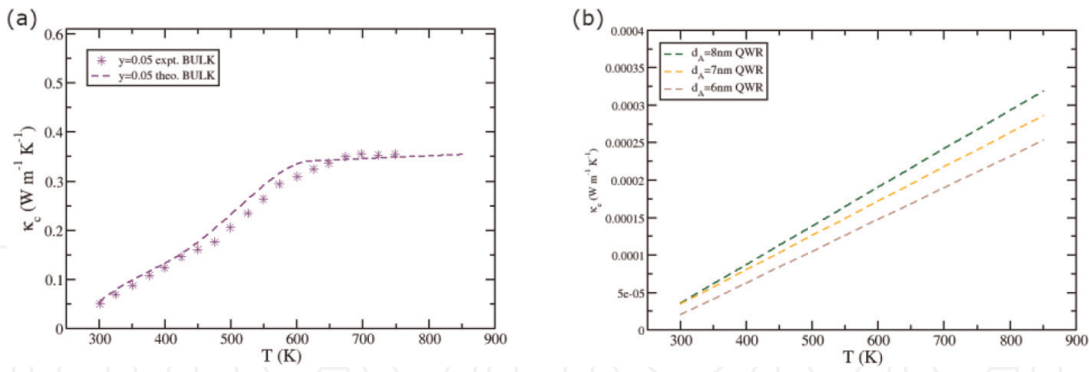 (a)
0.6
0.5
0.4
0.3
0.2
0.1
0
κc (W m⁻¹ K⁻¹)
y=0.05 expt. BULK
y=0.05 theo. BULK
300 400 500 600 700 800 900
T (K)
(b)
0.0004
0.00035
0.0003
0.00025
0.0002
0.00015
0.0001
5e-05
0
κc (W m⁻¹ K⁻¹)
dA=8nm QWR
dA=7nm QWR
dA=6nm QWR
300 400 500 600 700 800 900
T (K)